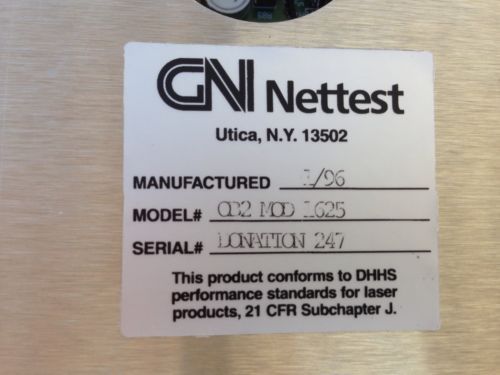 GN Nettest
Utica, N.Y. 13502
MANUFACTURED 1/96
MODEL# OD2 MOD 1625
SERIAL# DONATION 247
This product conforms to DHHS
performance standards for laser
products, 21 CFR Subchapter J.